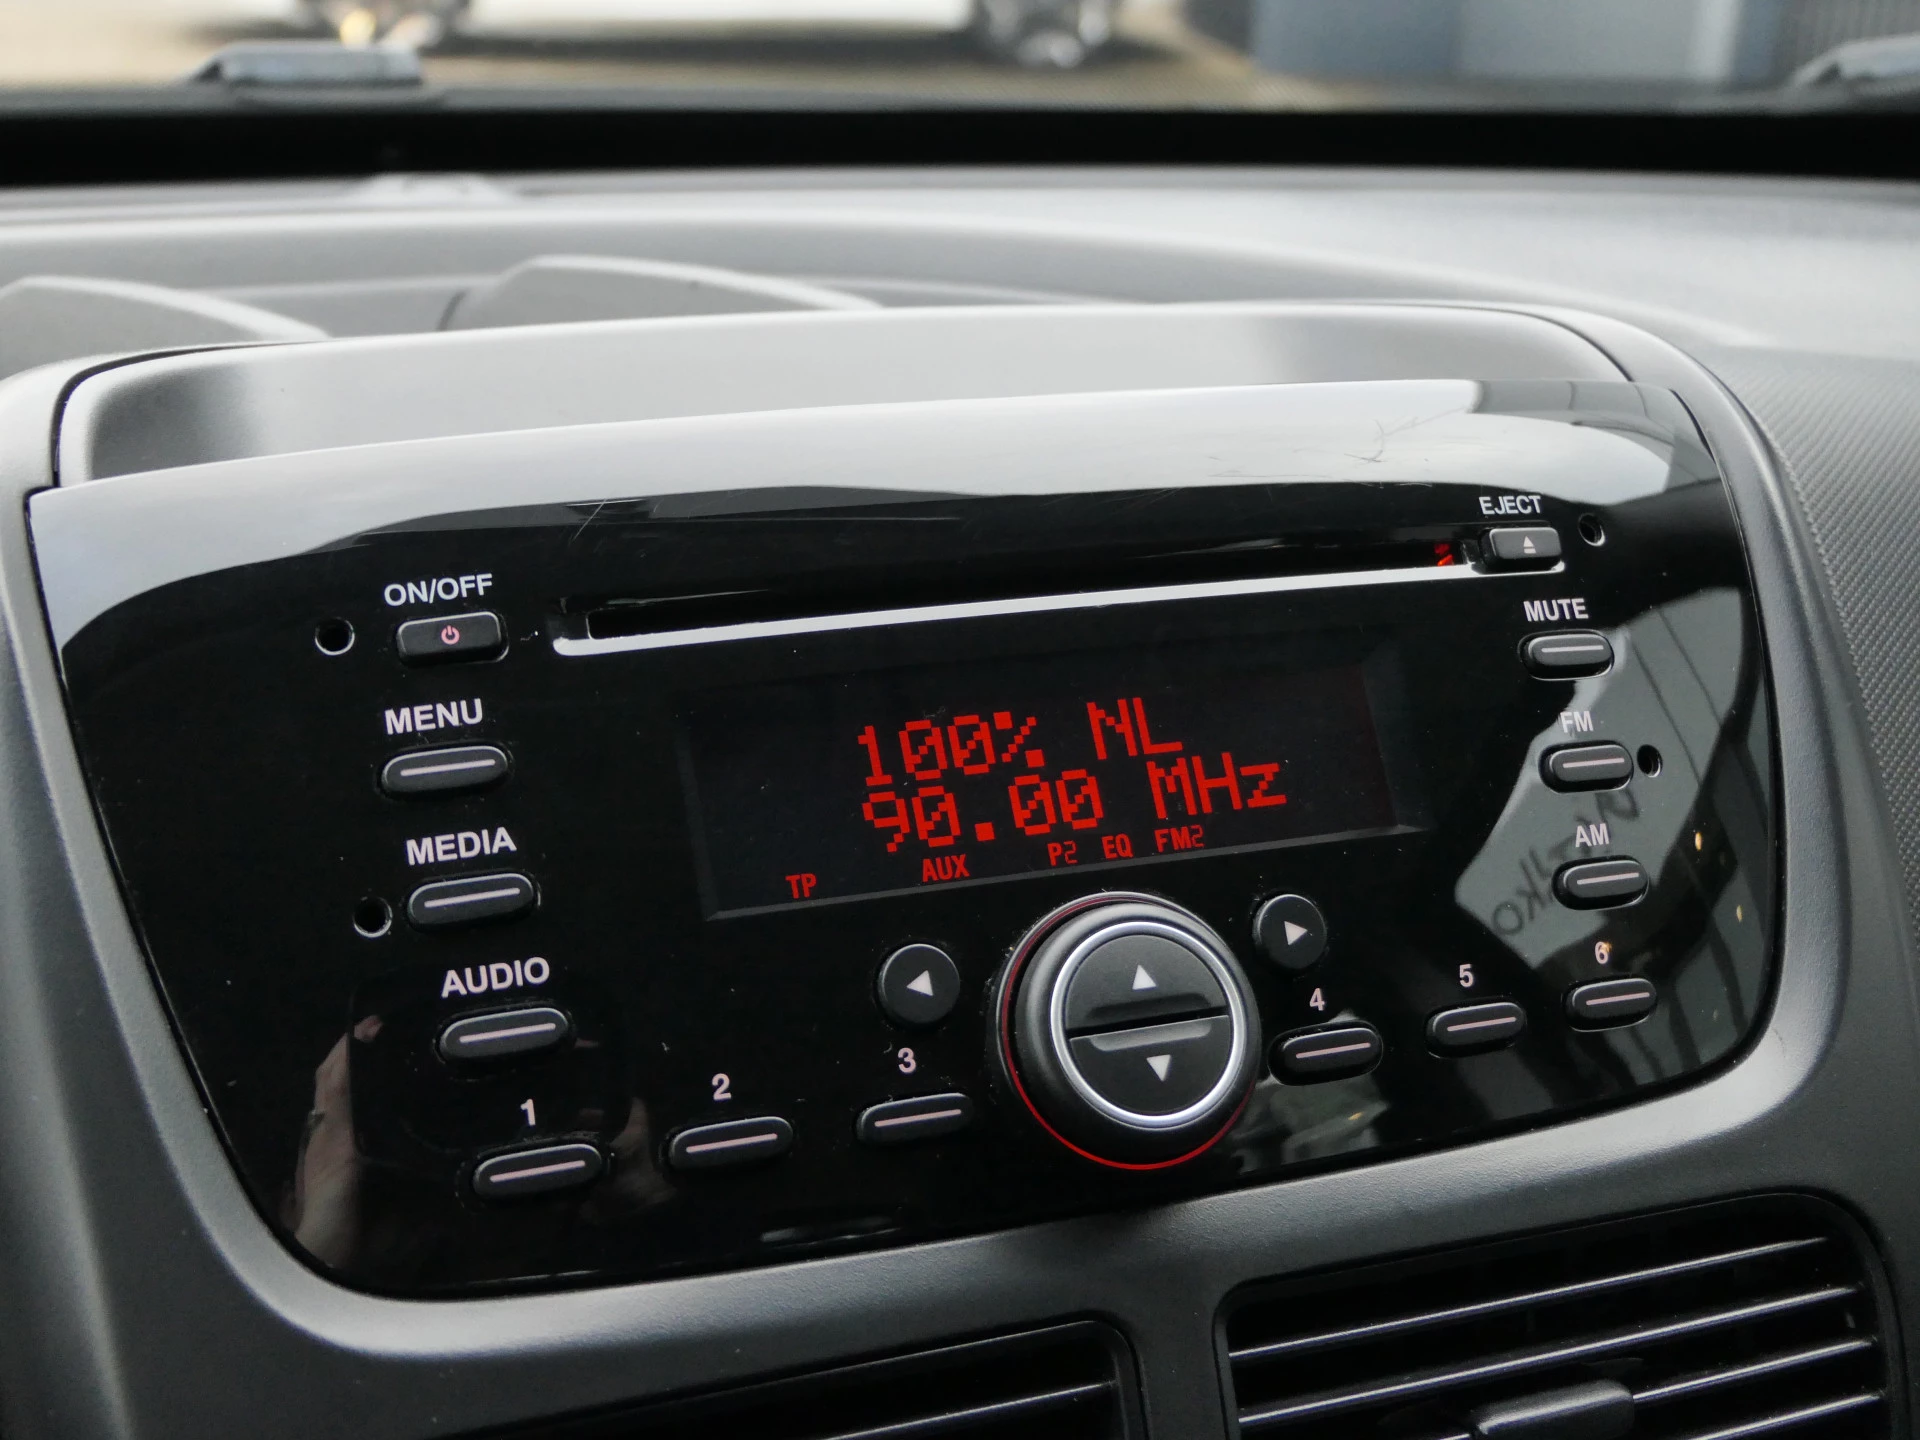 EJECT
ON/OFF
MUTE
MENU
100% NL
FM
90.00 MHz
MEDIA
AM
TP AUX P2 EQ FM2
AUDIO
1 2 3 4 5 6